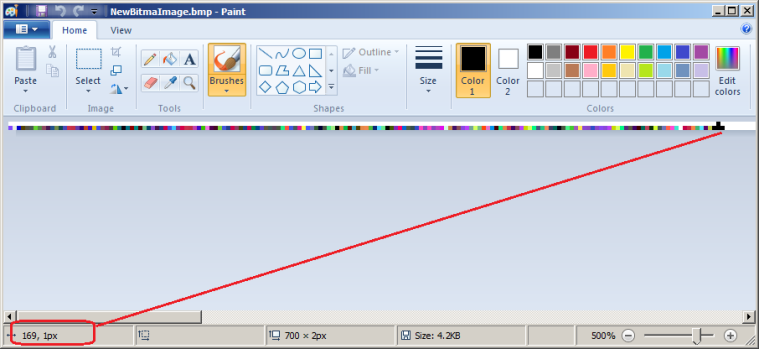 NewBitmaImage.bmp - Paint
Home View
Paste
Select
Brushes
Outline
Fill
Size
Color 1
Color 2
Edit colors
Clipboard Image Tools Shapes Colors
169, 1px 700 × 2px Size: 4.2KB 500%